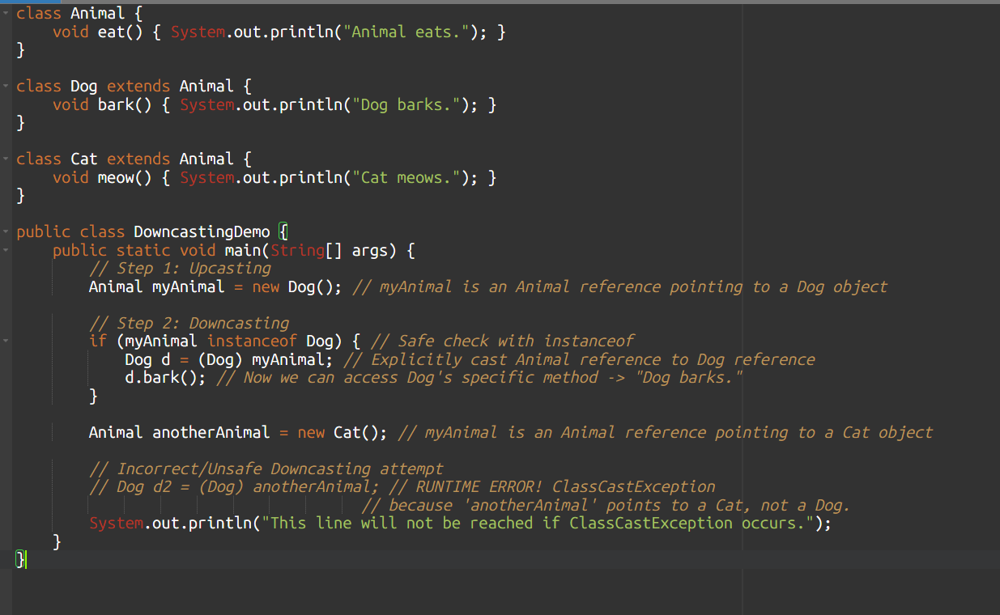 class Animal {
    void eat() { System.out.println("Animal eats."); }
}

class Dog extends Animal {
    void bark() { System.out.println("Dog barks."); }
}

class Cat extends Animal {
    void meow() { System.out.println("Cat meows."); }
}

public class DowncastingDemo {
    public static void main(String[] args) {
        // Step 1: Upcasting
        Animal myAnimal = new Dog(); // myAnimal is an Animal reference pointing to a Dog object

        // Step 2: Downcasting
        if (myAnimal instanceof Dog) { // Safe check with instanceof
            Dog d = (Dog) myAnimal; // Explicitly cast Animal reference to Dog reference
            d.bark(); // Now we can access Dog's specific method -> "Dog barks."
        }

        Animal anotherAnimal = new Cat(); // myAnimal is an Animal reference pointing to a Cat object

        // Incorrect/Unsafe Downcasting attempt
        // Dog d2 = (Dog) anotherAnimal; // RUNTIME ERROR! ClassCastException
                                      // because 'anotherAnimal' points to a Cat, not a Dog.
        System.out.println("This line will not be reached if ClassCastException occurs.");
    }
}